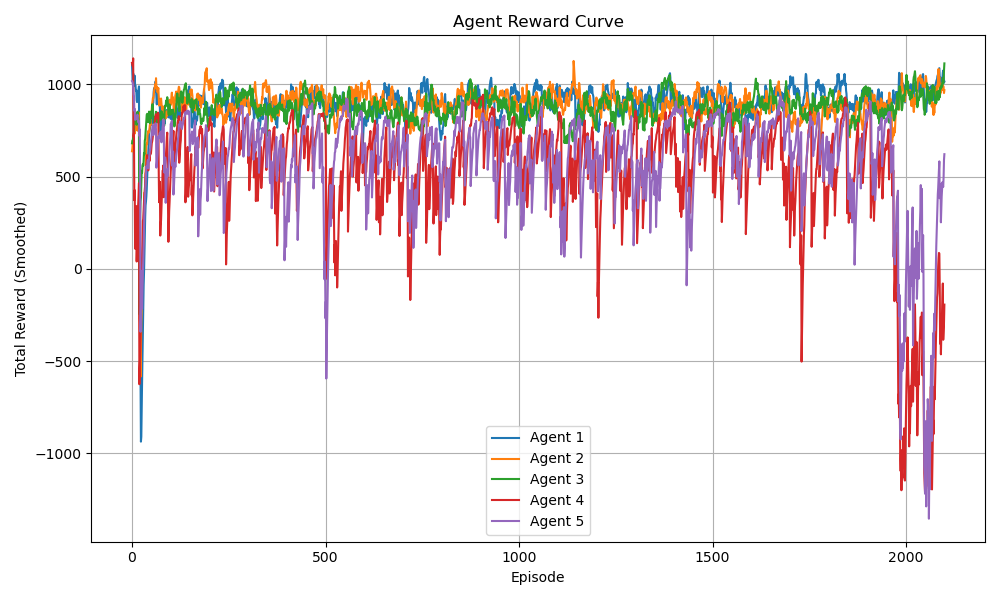 Agent Reward Curve
Total Reward (Smoothed)
1000
500
0
−500
−1000
Agent 1
Agent 2
Agent 3
Agent 4
Agent 5
0 500 1000 1500 2000
Episode